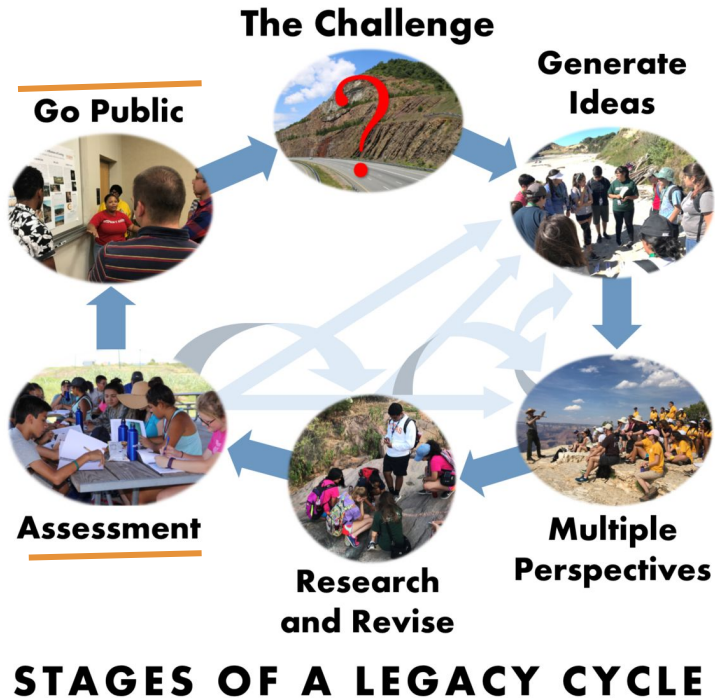 The Challenge
Generate
Ideas
Go Public
?
Assessment
Multiple
Perspectives
Research
and Revise
STAGES OF A LEGACY CYCLE